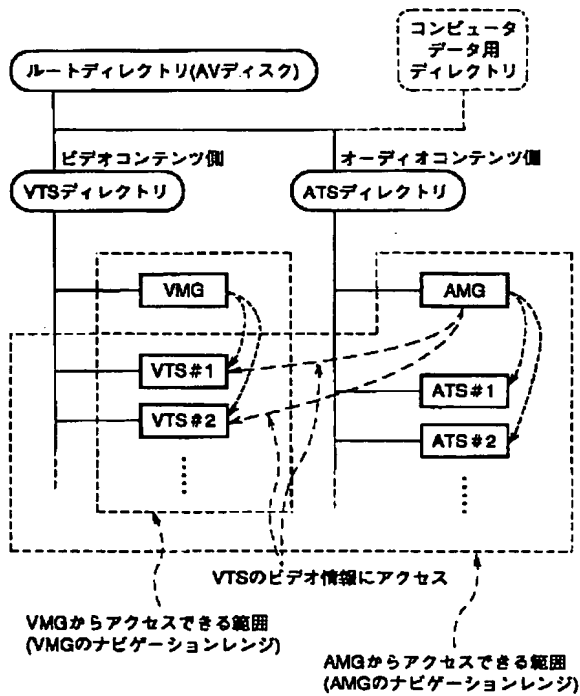 コンピュータ
データ用
ディレクトリ
ルートディレクトリ(AVディスク)
ビデオコンテンツ側
オーディオコンテンツ側
VTSディレクトリ
ATSディレクトリ
VMG
AMG
VTS#1
ATS#1
VTS#2
ATS#2
VTSのビデオ情報にアクセス
VMGからアクセスできる範囲
(VMGのナビゲーションレンジ)
AMGからアクセスできる範囲
(AMGのナビゲーションレンジ)